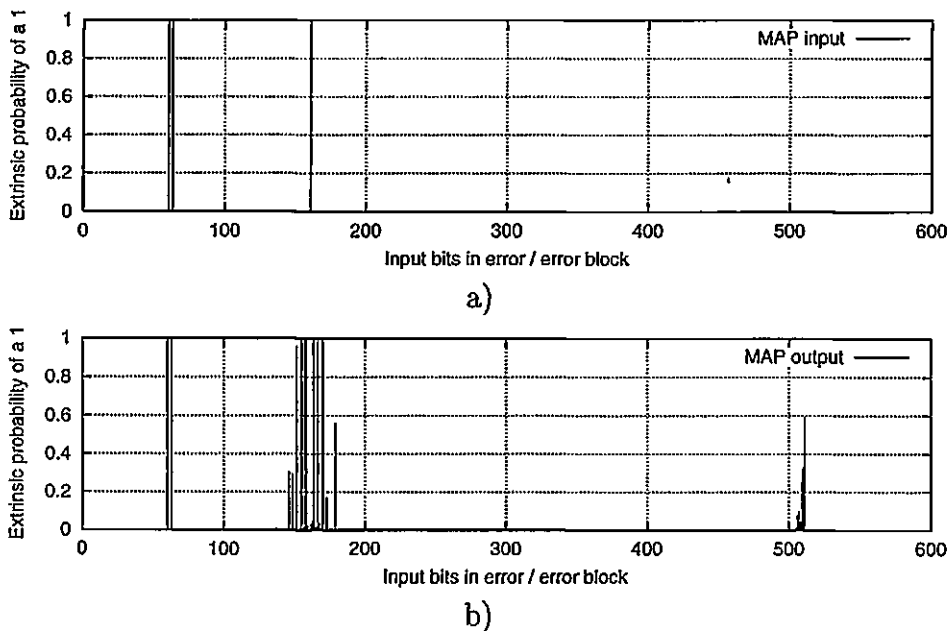 Extrinsic probability of a 1
1
0.8
0.6
0.4
0.2
0
MAP input
0 100 200 300 400 500 600
Input bits in error / error block
a)
Extrinsic probability of a 1
1
0.8
0.6
0.4
0.2
0
MAP output
0 100 200 300 400 500 600
Input bits in error / error block
b)